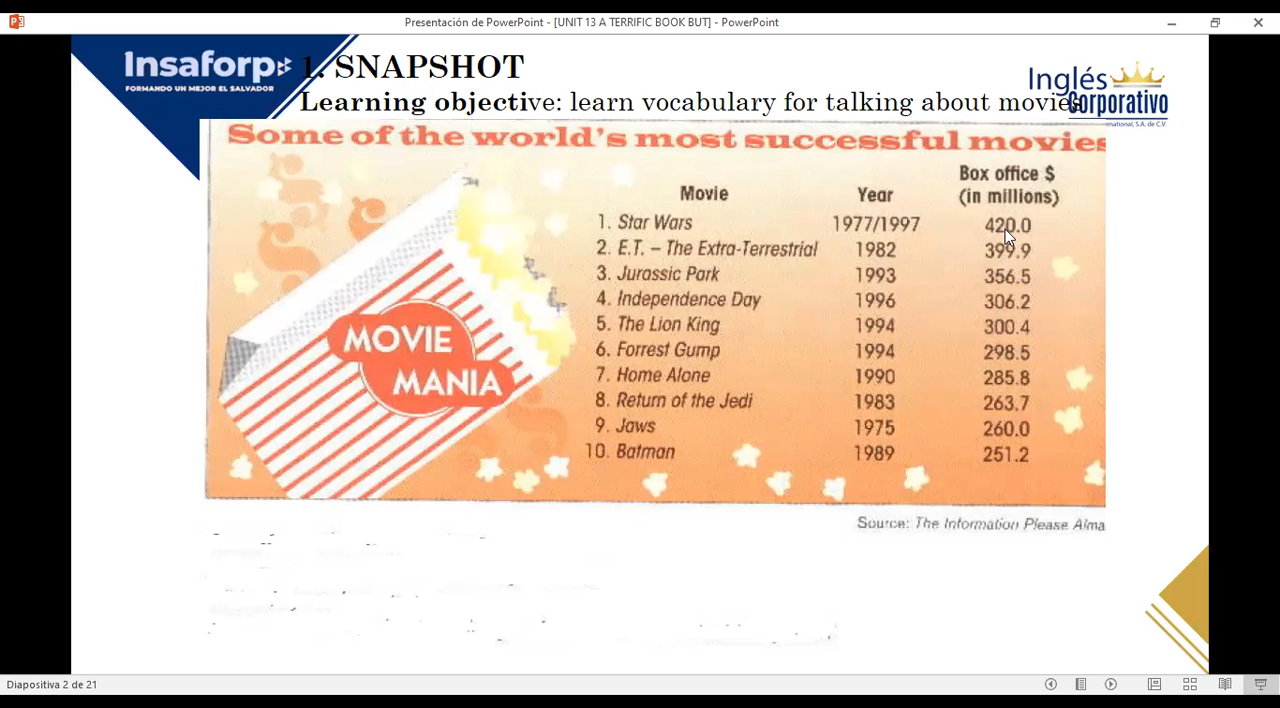 Presentación de PowerPoint - [UNIT 13 A TERRIFIC BOOK BUT] - PowerPoint
Insaforp
FORMANDO UN MEJOR EL SALVADOR
1. SNAPSHOT
Learning objective: learn vocabulary for talking about movies
Inglés
Corporativo
International, S.A. de C.V.
Some of the world's most successful movies
Movie Year Box office $ (in millions)
1. Star Wars 1977/1997 420.0
2. E.T. – The Extra-Terrestrial 1982 399.9
3. Jurassic Park 1993 356.5
4. Independence Day 1996 306.2
5. The Lion King 1994 300.4
6. Forrest Gump 1994 298.5
7. Home Alone 1990 285.8
8. Return of the Jedi 1983 263.7
9. Jaws 1975 260.0
10. Batman 1989 251.2
MOVIE
MANIA
Source: The Information Please Alma
Diapositiva 2 de 21